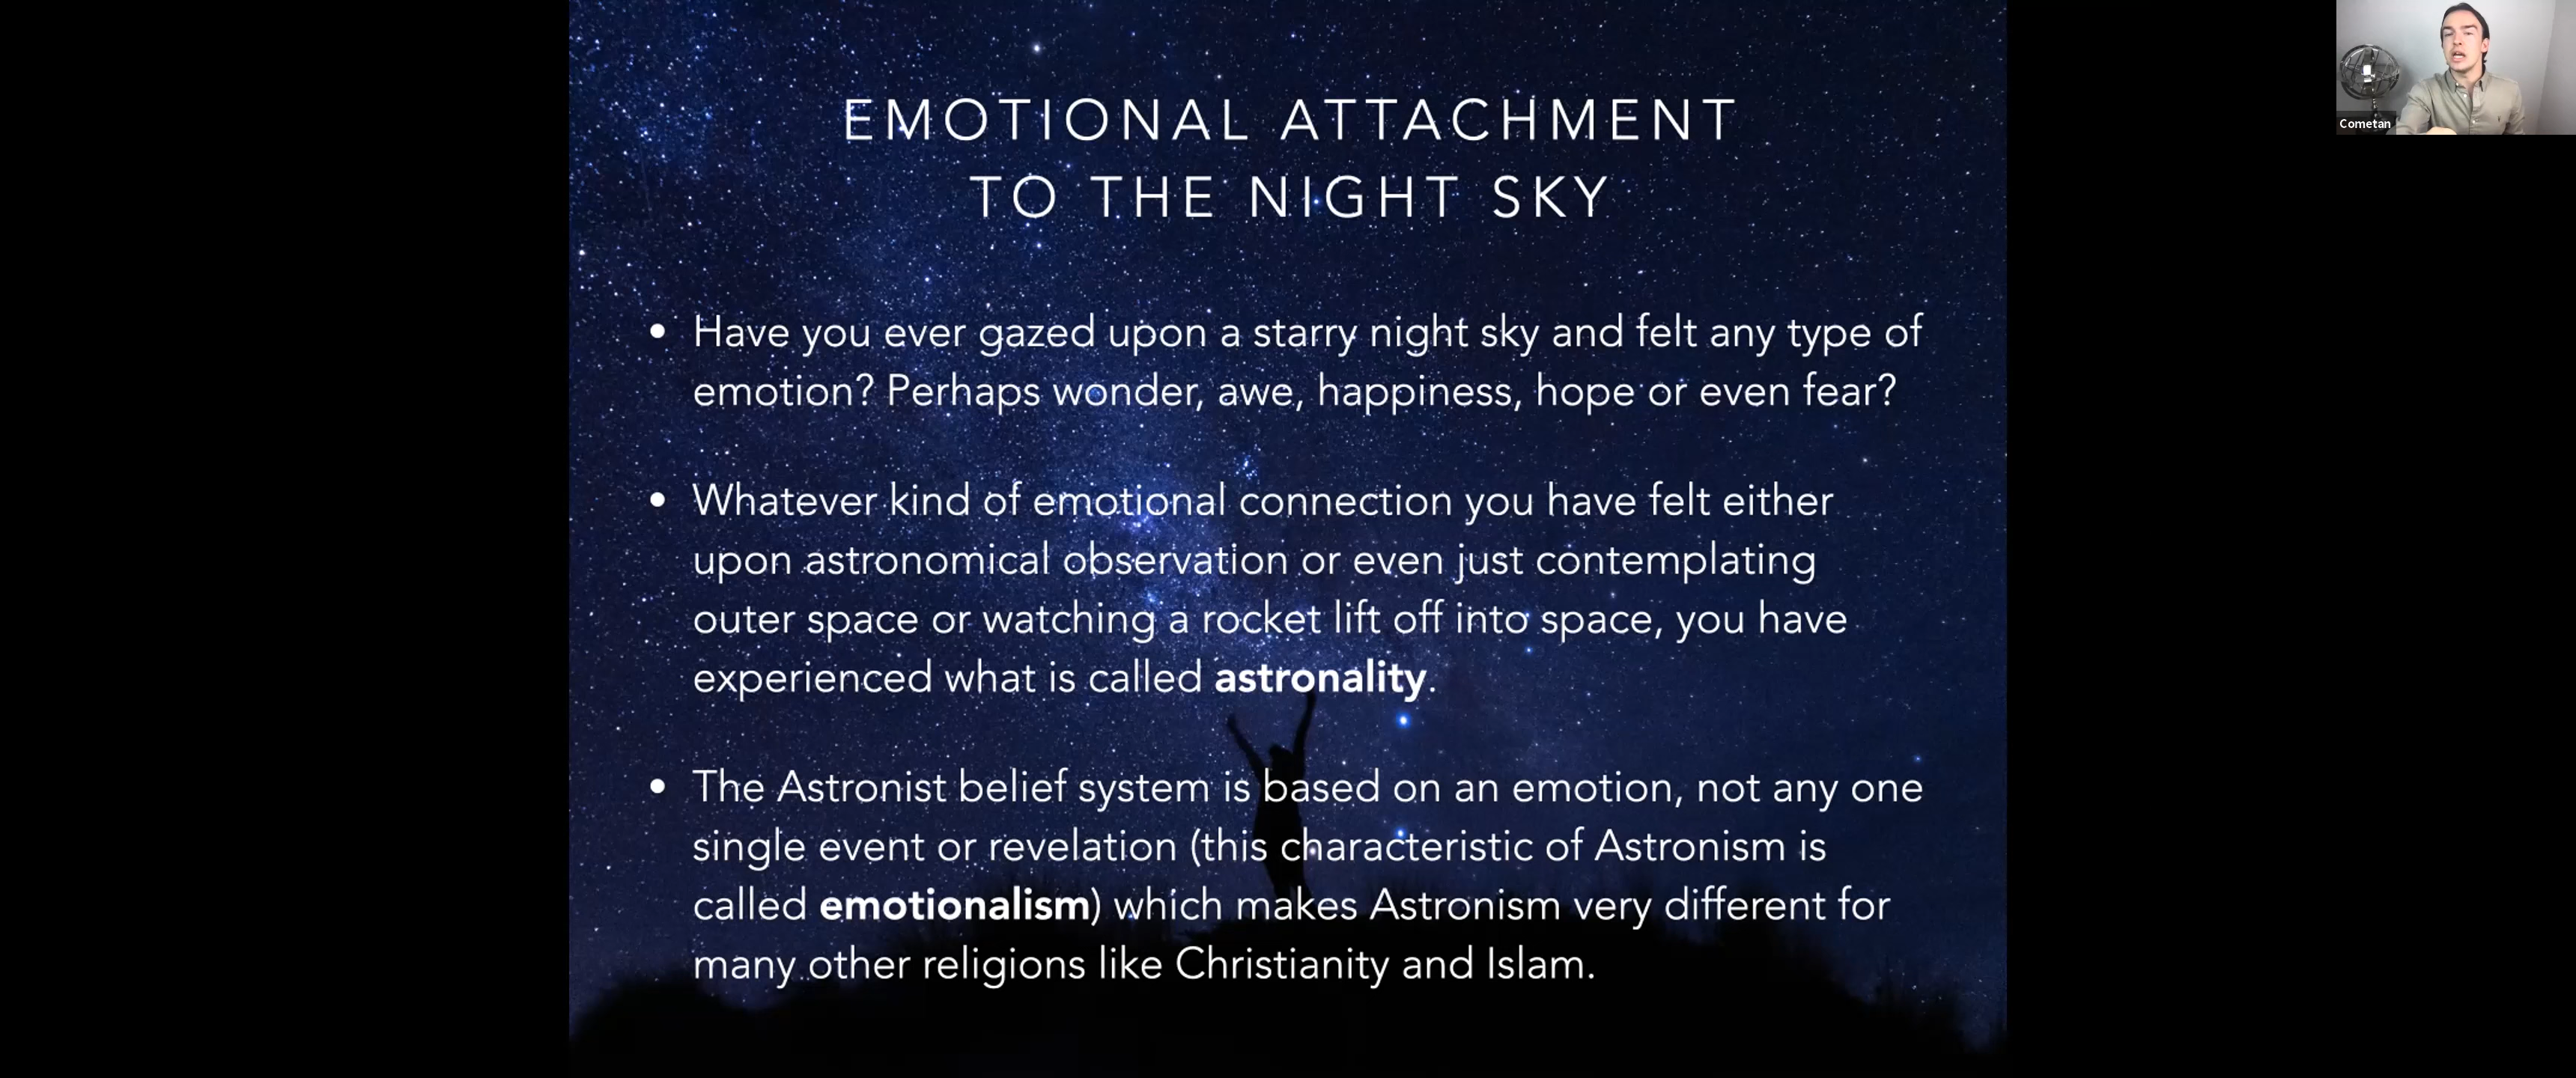 EMOTIONAL ATTACHMENT
TO THE NIGHT SKY
• Have you ever gazed upon a starry night sky and felt any type of
emotion? Perhaps wonder, awe, happiness, hope or even fear?
• Whatever kind of emotional connection you have felt either
upon astronomical observation or even just contemplating
outer space or watching a rocket lift off into space, you have
experienced what is called astronality.
• The Astronist belief system is based on an emotion, not any one
single event or revelation (this characteristic of Astronism is
called emotionalism) which makes Astronism very different for
many other religions like Christianity and Islam.
Cometan